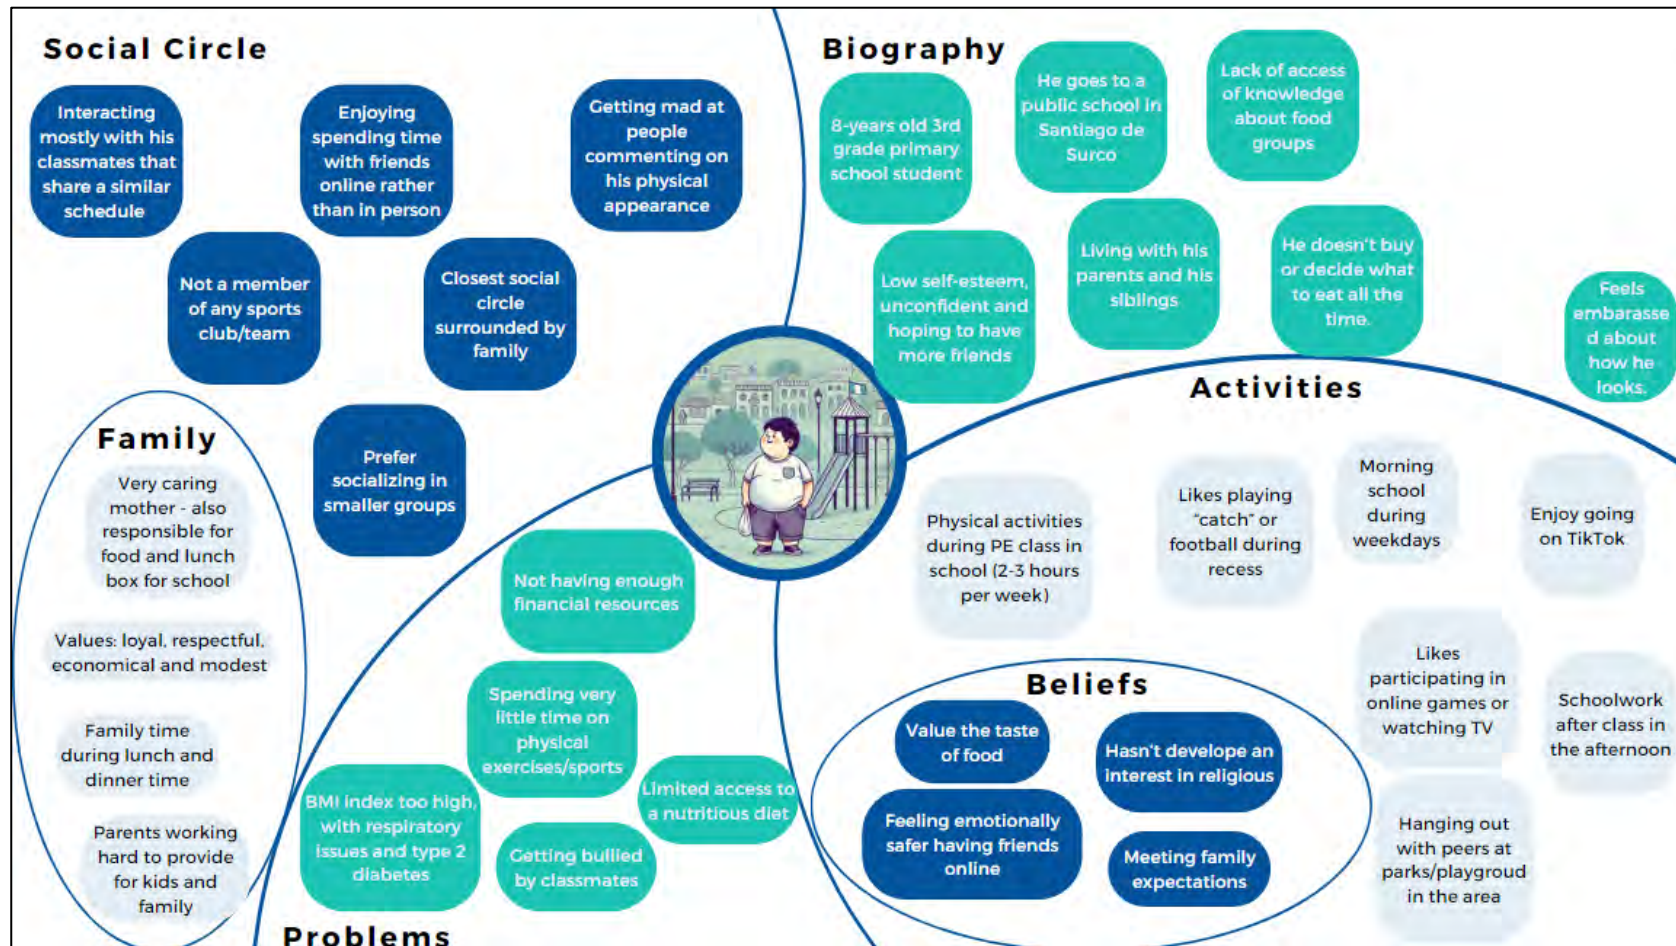 Social Circle
Interacting
mostly with his
classmates that
share a similar
schedule
Enjoying
spending time
with friends
online rather
than in person
Getting mad at
people
commenting on
his physical
appearance
Not a member
of any sports
club/team
Closest social
circle
surrounded by
family
Prefer
socializing in
smaller groups
Biography
8-years old 3rd
grade primary
school student
He goes to a
public school in
Santiago de
Surco
Lack of access
of knowledge
about food
groups
Low self-esteem,
unconfident and
hoping to have
more friends
Living with his
parents and his
siblings
He doesn't buy
or decide what
to eat all the
time.
Feels
embarasse
d about
how he
looks.
Family
Very caring
mother - also
responsible for
food and lunch
box for school
Values: loyal, respectful,
economical and modest
Family time
during lunch and
dinner time
Parents working
hard to provide
for kids and
family
Problems
Not having enough
financial resources
Spending very
little time on
physical
exercises/sports
BMI index too high,
with respiratory
issues and type 2
diabetes
Getting bullied
by classmates
Limited access to
a nutritious diet
Activities
Physical activities
during PE class in
school (2-3 hours
per week)
Likes playing
"catch" or
football during
recess
Morning
school
during
weekdays
Enjoy going
on TikTok
Likes
participating in
online games or
watching TV
Schoolwork
after class in
the afternoon
Hanging out
with peers at
parks/playgroud
in the area
Beliefs
Value the taste
of food
Hasn't develope an
interest in religious
Feeling emotionally
safer having friends
online
Meeting family
expectations